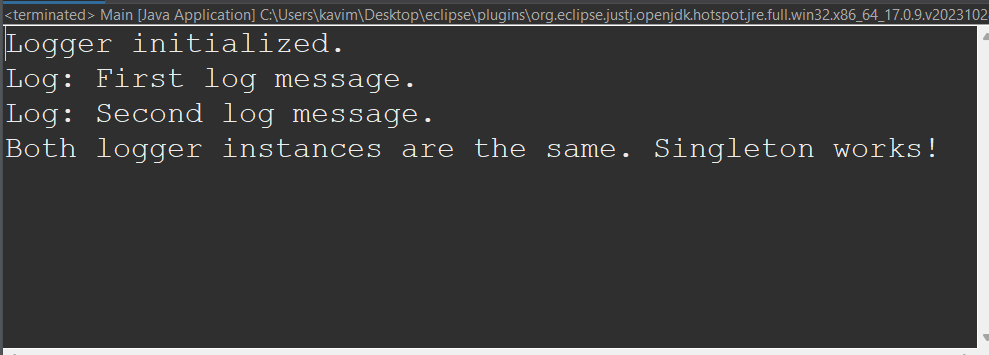 <terminated> Main [Java Application] C:\Users\kavim\Desktop\eclipse\plugins\org.eclipse.justj.openjdk.hotspot.jre.full.win32.x86_64_17.0.9.v2023102
Logger initialized.
Log: First log message.
Log: Second log message.
Both logger instances are the same. Singleton works!